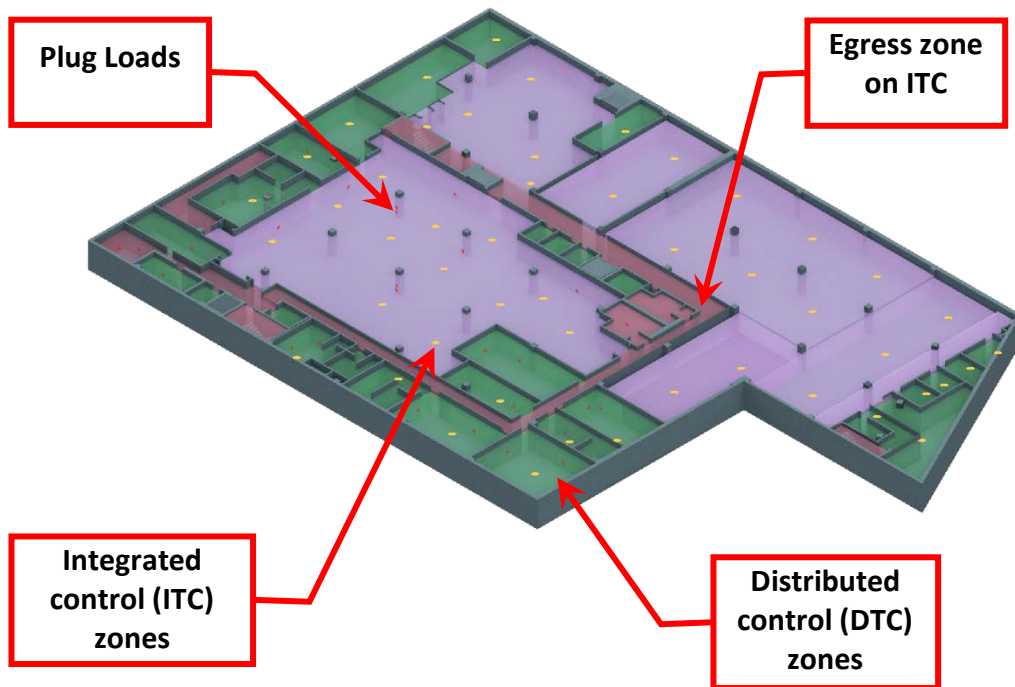 Plug Loads
Egress zone
on ITC
Integrated
control (ITC)
zones
Distributed
control (DTC)
zones